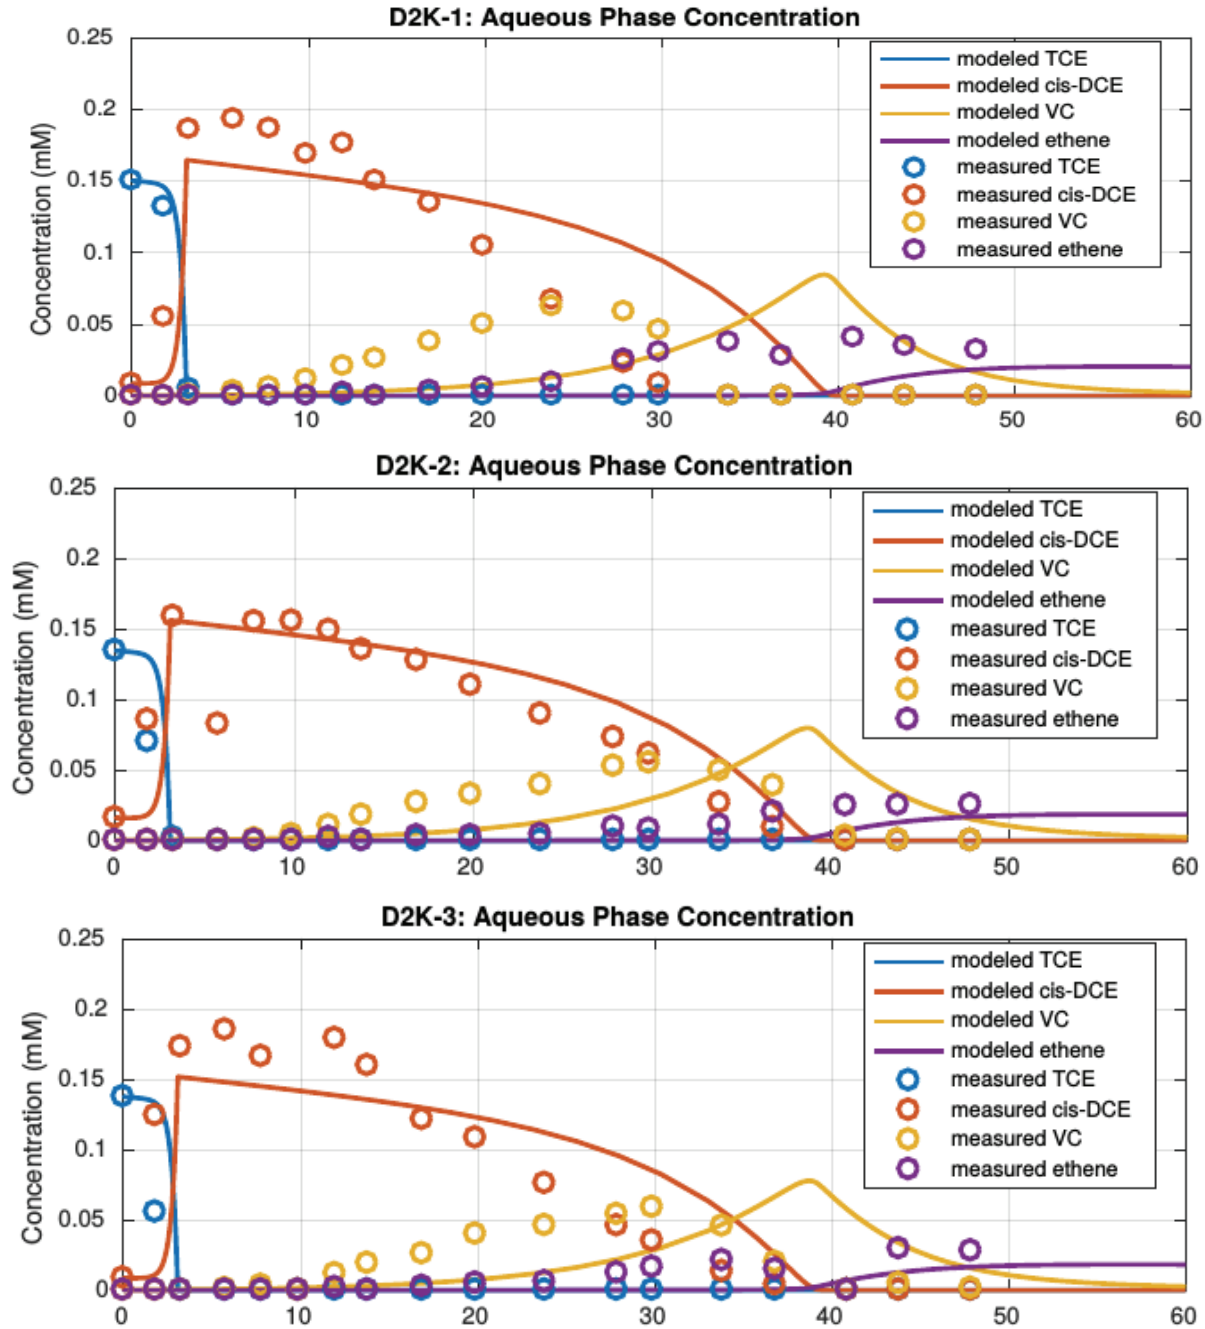 D2K-1: Aqueous Phase Concentration
0.25
0.2
0.15
0.1
0.05
0
Concentration (mM)
modeled TCE
modeled cis-DCE
modeled VC
modeled ethene
measured TCE
measured cis-DCE
measured VC
measured ethene
0 10 20 30 40 50 60
D2K-2: Aqueous Phase Concentration
0.25
0.2
0.15
0.1
0.05
0
Concentration (mM)
modeled TCE
modeled cis-DCE
modeled VC
modeled ethene
measured TCE
measured cis-DCE
measured VC
measured ethene
0 10 20 30 40 50 60
D2K-3: Aqueous Phase Concentration
0.25
0.2
0.15
0.1
0.05
0
Concentration (mM)
modeled TCE
modeled cis-DCE
modeled VC
modeled ethene
measured TCE
measured cis-DCE
measured VC
measured ethene
0 10 20 30 40 50 60